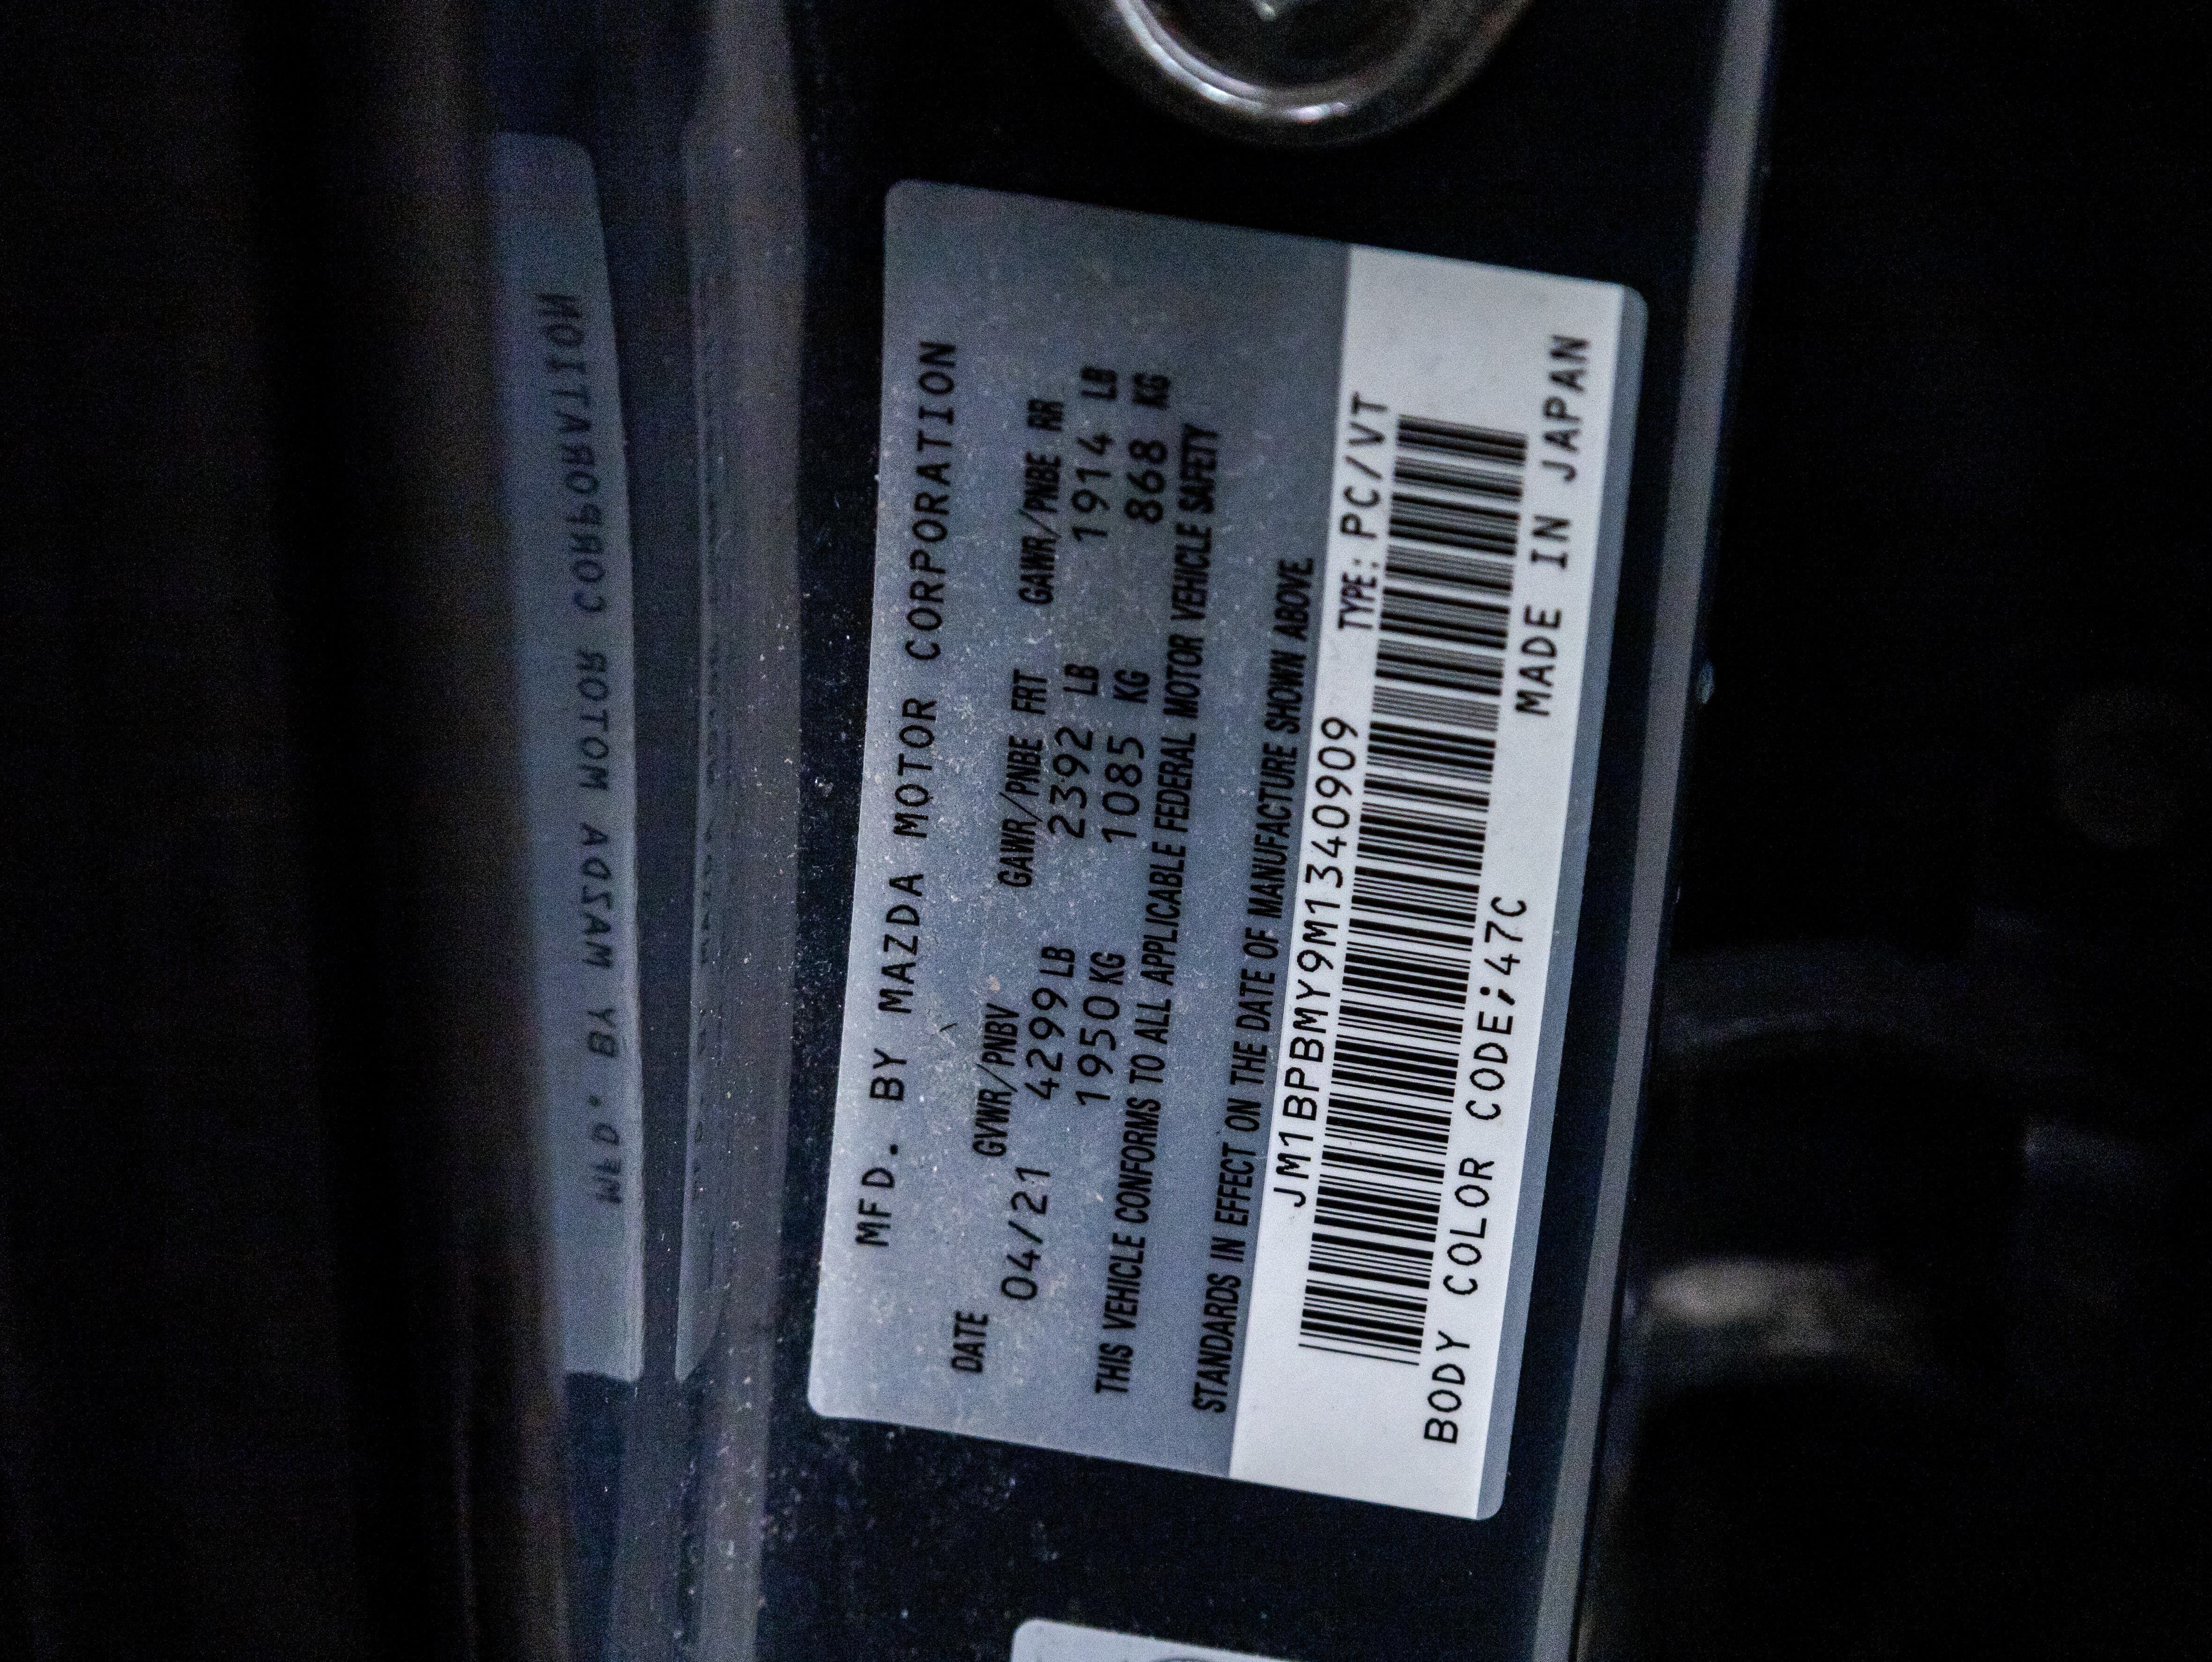 MFD. BY MAZDA MOTOR CORPORATION
DATE GVWR/PNBV GAWR/PNBE FRT GAWR/PNBE RR
04/21 4299 LB 2392 LB 1914 LB
1950 KG 1085 KG 868 KG
THIS VEHICLE CONFORMS TO ALL APPLICABLE FEDERAL MOTOR VEHICLE SAFETY
STANDARDS IN EFFECT ON THE DATE OF MANUFACTURE SHOWN ABOVE
JM1BPBMY9M1340909 TYPE: PC/VT
BODY COLOR CODE;47C MADE IN JAPAN
MFD. BY MAZDA MOTOR CORPORATION